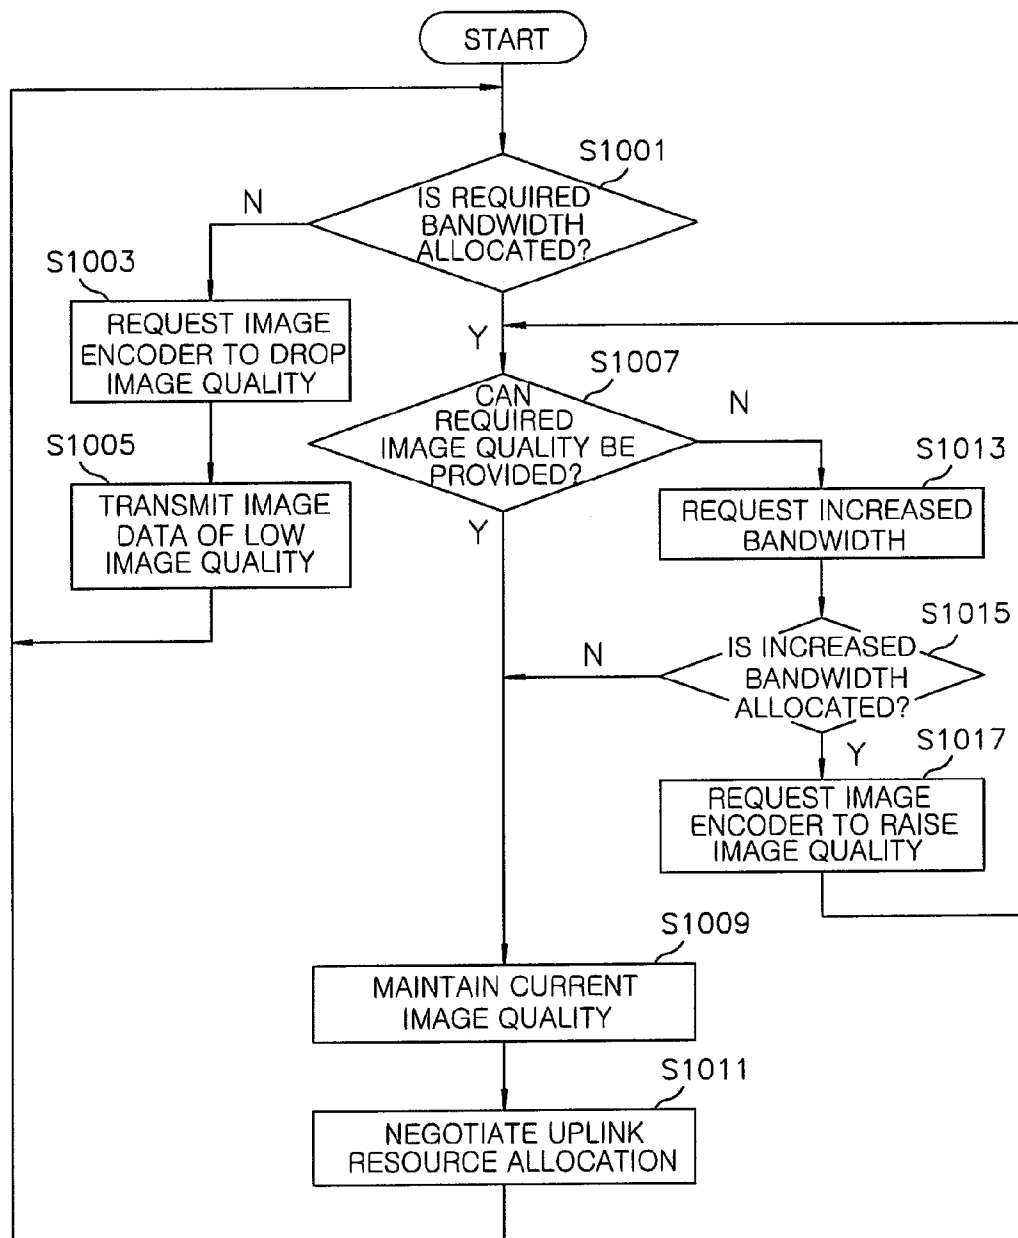 START
S1001
IS REQUIRED
BANDWIDTH
ALLOCATED?
N
Y
S1003
REQUEST IMAGE
ENCODER TO DROP
IMAGE QUALITY
S1005
TRANSMIT IMAGE
DATA OF LOW
IMAGE QUALITY
S1007
CAN
REQUIRED
IMAGE QUALITY BE
PROVIDED?
N
Y
S1013
REQUEST INCREASED
BANDWIDTH
S1015
IS INCREASED
BANDWIDTH
ALLOCATED?
N
Y
S1017
REQUEST IMAGE
ENCODER TO RAISE
IMAGE QUALITY
S1009
MAINTAIN CURRENT
IMAGE QUALITY
S1011
NEGOTIATE UPLINK
RESOURCE ALLOCATION